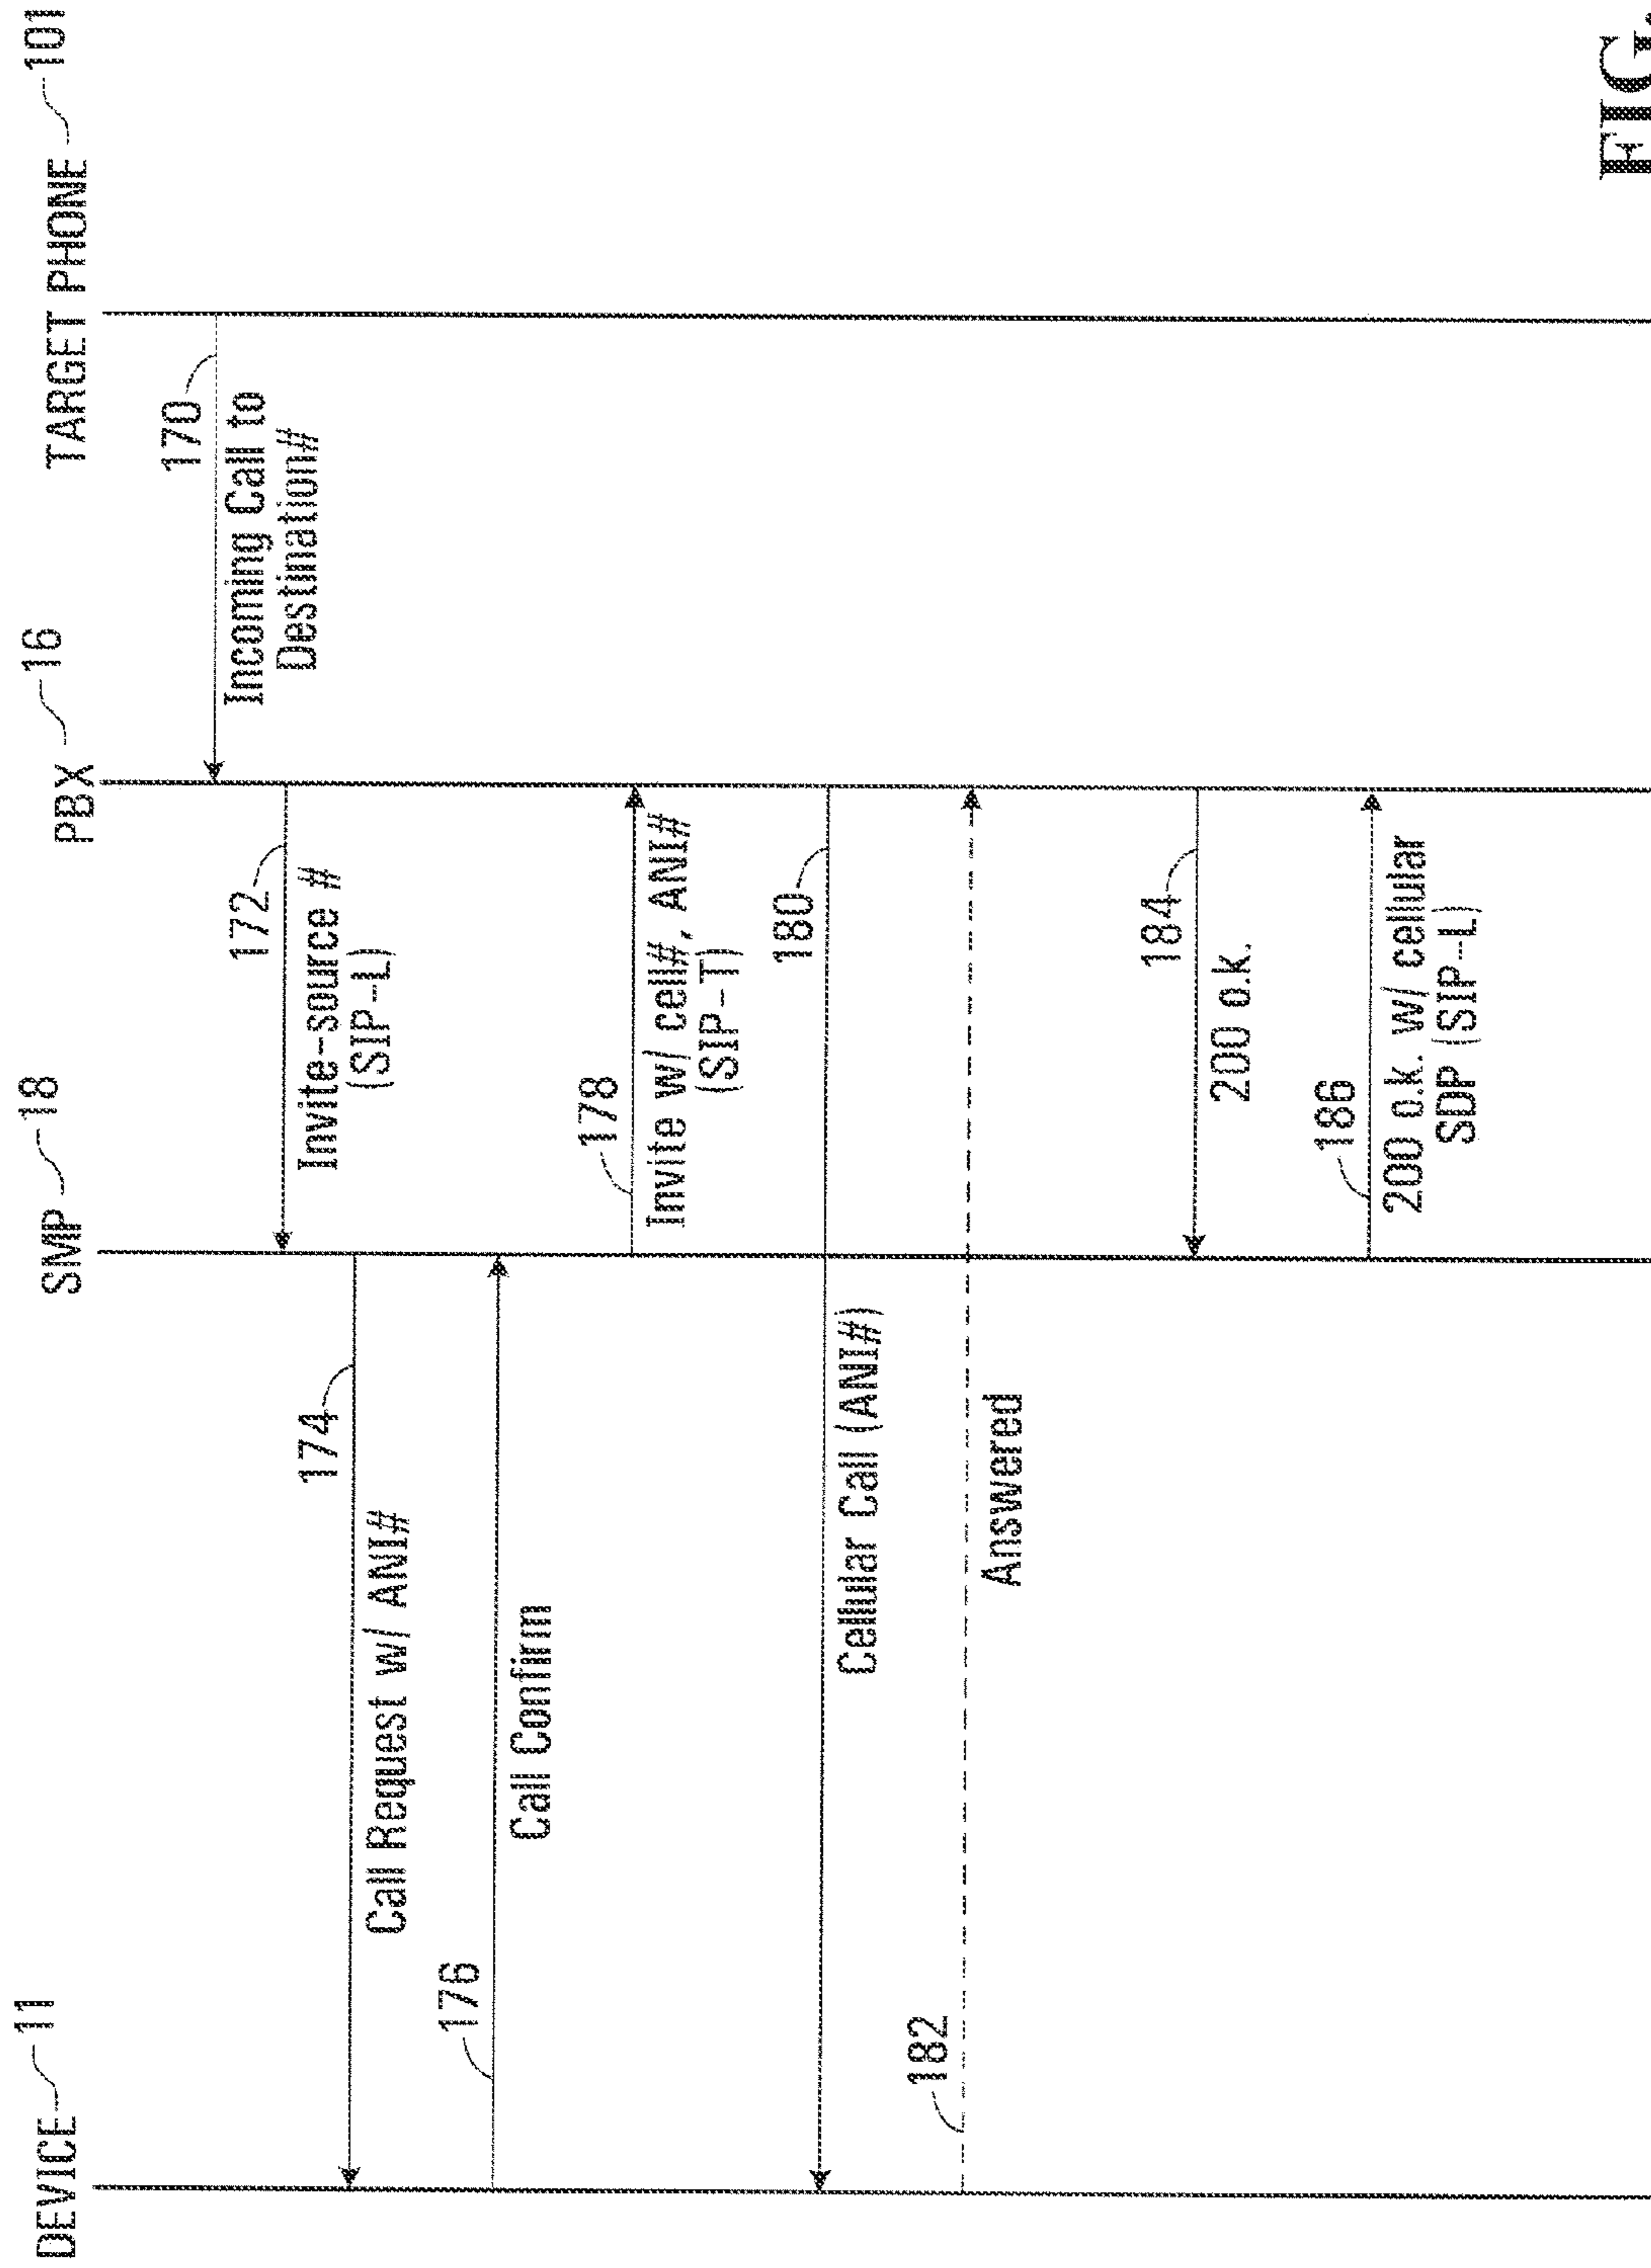 DEVICE 11
SMP 18
PBX 16
TARGET PHONE 101
170
Incoming Call to
Destination#
172
Invite-source #
(SIP-L)
174
Call Request w/ ANI#
176
Call Confirm
178
Invite w/ cell#, ANI#
(SIP-T)
180
Cellular Call (ANI#)
182
Answered
184
200 o.k.
186
200 o.k. w/ cellular
SDP (SIP-L)
FIG.